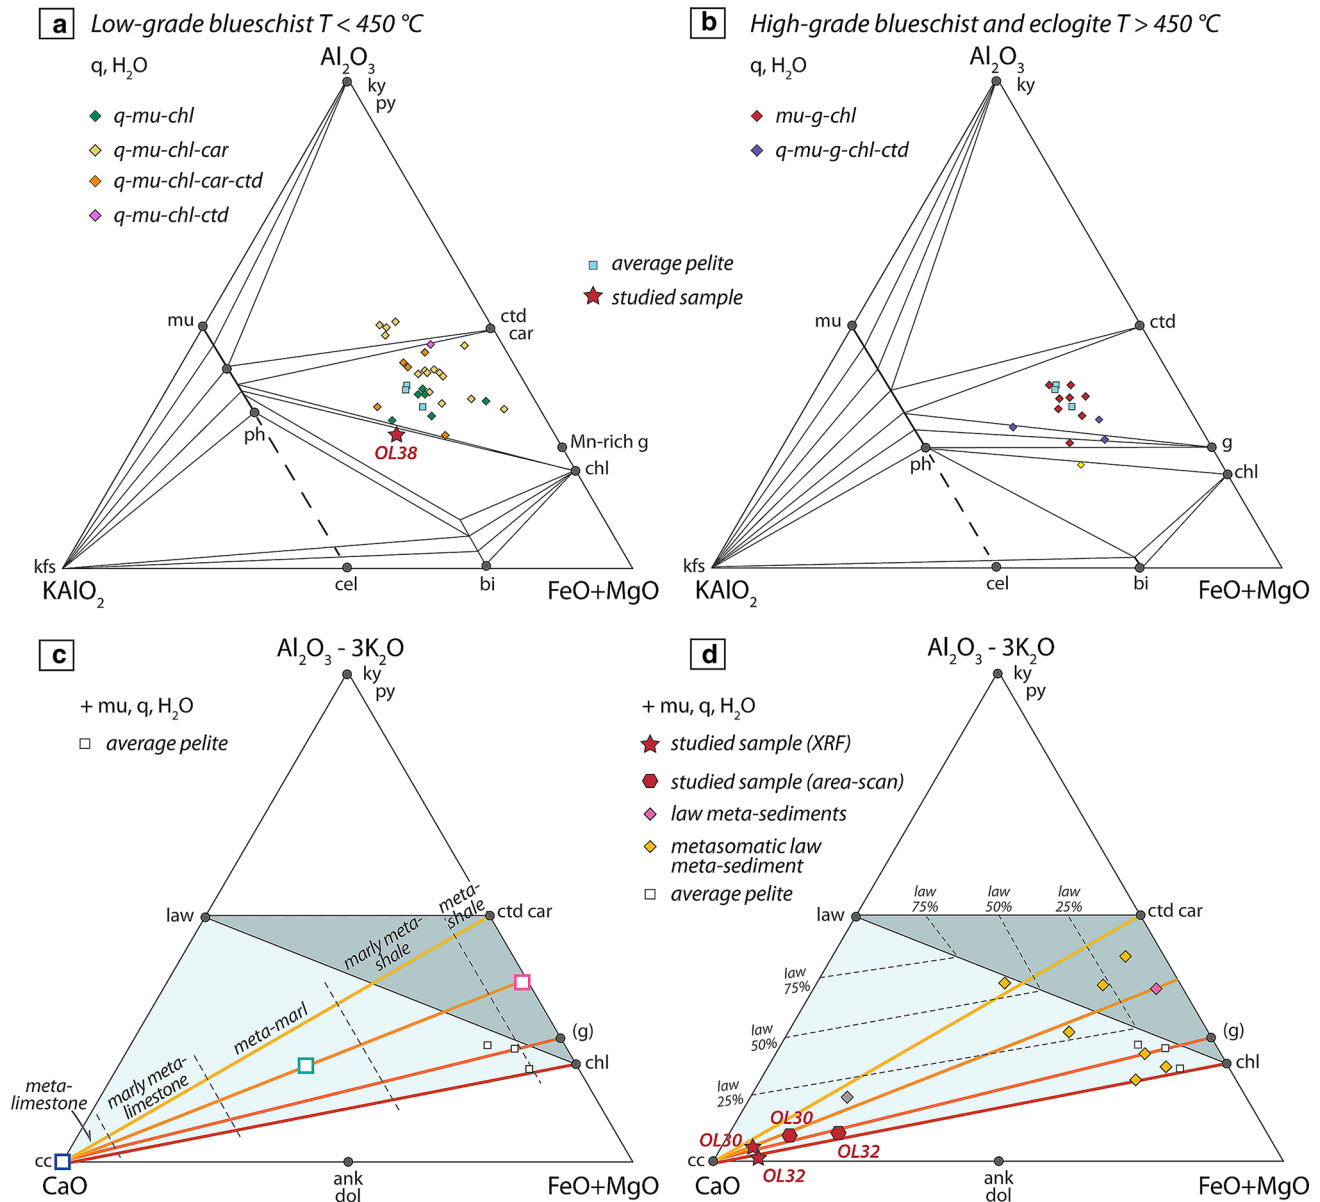 a Low-grade blueschist T < 450 °C
q, H₂O
Al₂O₃
ky
py
q-mu-chl
q-mu-chl-car
q-mu-chl-car-ctd
q-mu-chl-ctd
mu
ctd
car
ph
OL38
Mn-rich g
chl
kfs
cel
bi
KAlO₂
FeO+MgO
average pelite
studied sample
b High-grade blueschist and eclogite T > 450 °C
q, H₂O
Al₂O₃
ky
mu-g-chl
q-mu-g-chl-ctd
mu
ctd
g
ph
chl
kfs
cel
bi
KAlO₂
FeO+MgO
c
Al₂O₃ - 3K₂O
ky
py
+ mu, q, H₂O
average pelite
law
ctd car
meta-
shale
marly meta-
shale
meta-marl
marly meta-
limestone
meta-
limestone
(g)
chl
cc
CaO
ank
dol
FeO+MgO
d
Al₂O₃ - 3K₂O
ky
py
+ mu, q, H₂O
studied sample (XRF)
studied sample (area-scan)
law meta-sediments
metasomatic law
meta-sediment
average pelite
law
75%
law
50%
law
25%
law
ctd car
law
75%
law
50%
law
25%
(g)
chl
OL30
OL30
OL32
OL32
cc
CaO
ank
dol
FeO+MgO